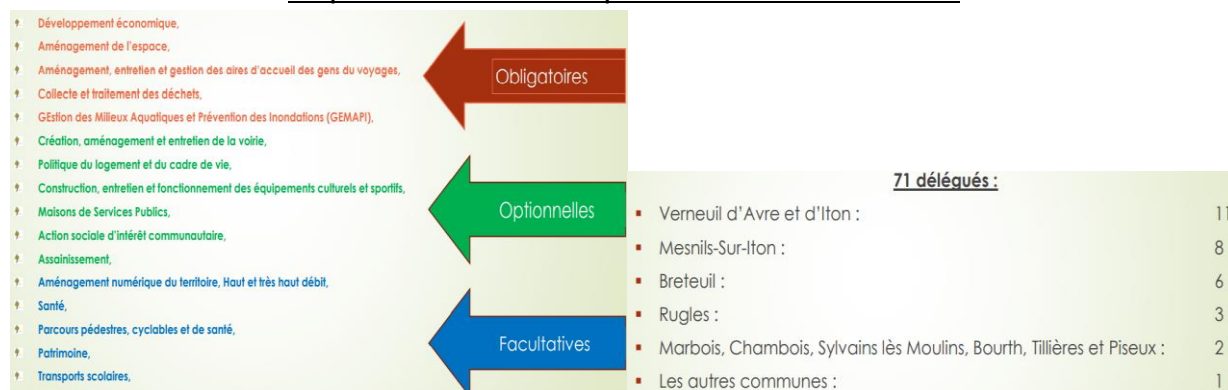 Développement économique,
Aménagement de l'espace,
Aménagement, entretien et gestion des aires d'accueil des gens du voyages,
Collecte et traitement des déchets,
GEstion des Milieux Aquatiques et Prévention des Inondations (GEMAPI),
Obligatoires
Création, aménagement et entretien de la voirie,
Politique du logement et du cadre de vie,
Construction, entretien et fonctionnement des équipements culturels et sportifs,
Maisons de Services Publics,
Action sociale d'intérêt communautaire,
Assainissement,
Optionnelles
Aménagement numérique du territoire, Haut et très haut débit,
Santé,
Parcours pédestres, cyclables et de santé,
Patrimoine,
Transports scolaires,
Facultatives
71 délégués :
Verneuil d'Avre et d'Iton : 11
Mesnils-Sur-Iton : 8
Breteuil : 6
Rugles : 3
Marbois, Chambois, Sylvains lès Moulins, Bourth, Tillières et Piseux : 2
Les autres communes : 1